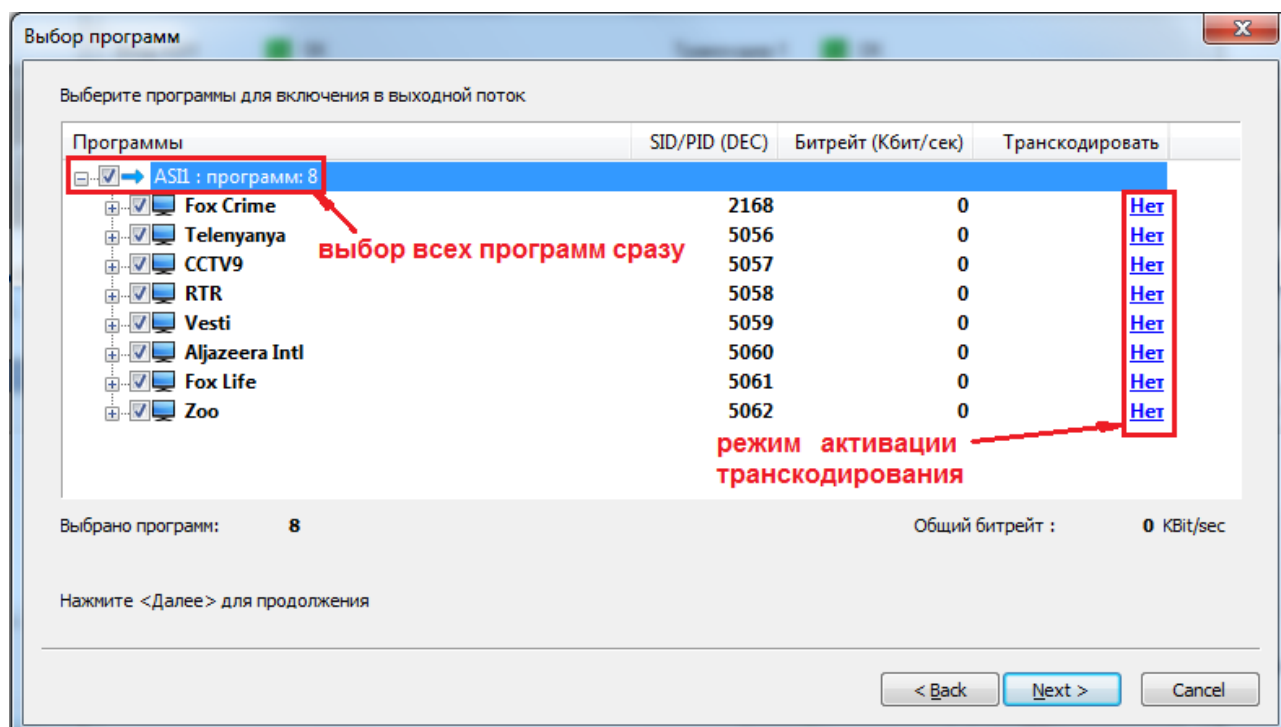 Выбор программ
Выберите программы для включения в выходной поток
Программы SID/PID (DEC) Битрейт (Кбит/сек) Транскодировать
ASI1 : программ: 8
Fox Crime 2168 0 Нет
Telenyanya 5056 0 Нет
выбор всех программ сразу
CCTV9 5057 0 Нет
RTR 5058 0 Нет
Vesti 5059 0 Нет
Aljazeera Intl 5060 0 Нет
Fox Life 5061 0 Нет
Zoo 5062 0 Нет
режим активации
транскодирования
Выбрано программ: 8 Общий битрейт : 0 KBit/sec
Нажмите <Далее> для продолжения
< Back Next > Cancel